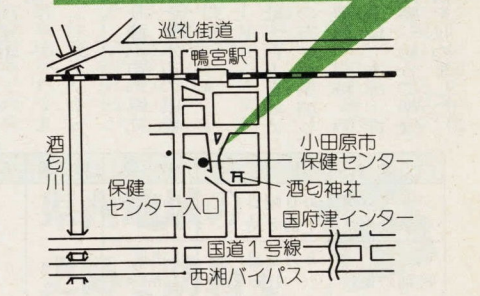 巡礼街道
鴨宮駅
酒匂川
小田原市
保健センター
酒匂神社
保健
センター入口
国府津インター
国道1号線
西湘バイパス